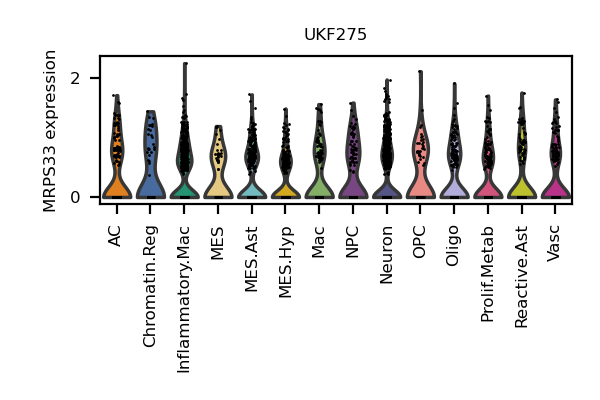 UKF275
MRPS33 expression
2
0
AC
Chromatin.Reg
Inflammatory.Mac
MES
MES.Ast
MES.Hyp
Mac
NPC
Neuron
OPC
Oligo
Prolif.Metab
Reactive.Ast
Vasc